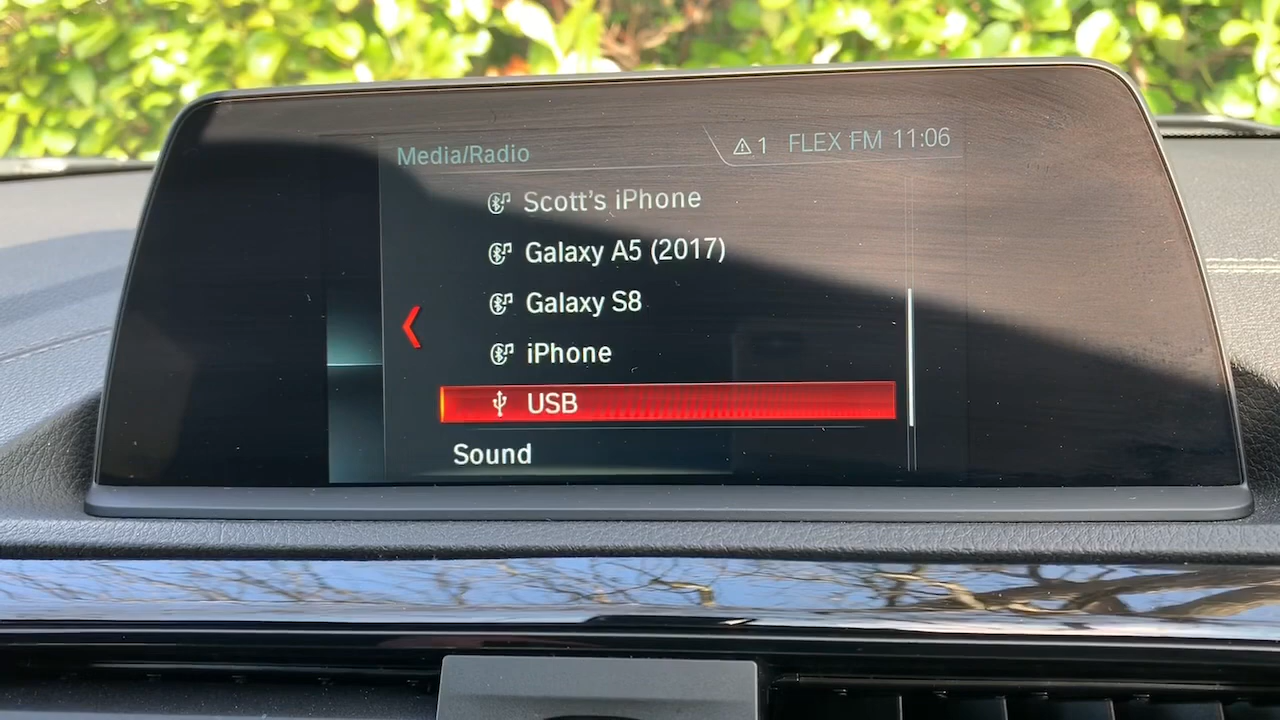 Media/Radio
1 FLEX FM 11:06
Scott's iPhone
Galaxy A5 (2017)
Galaxy S8
iPhone
USB
Sound